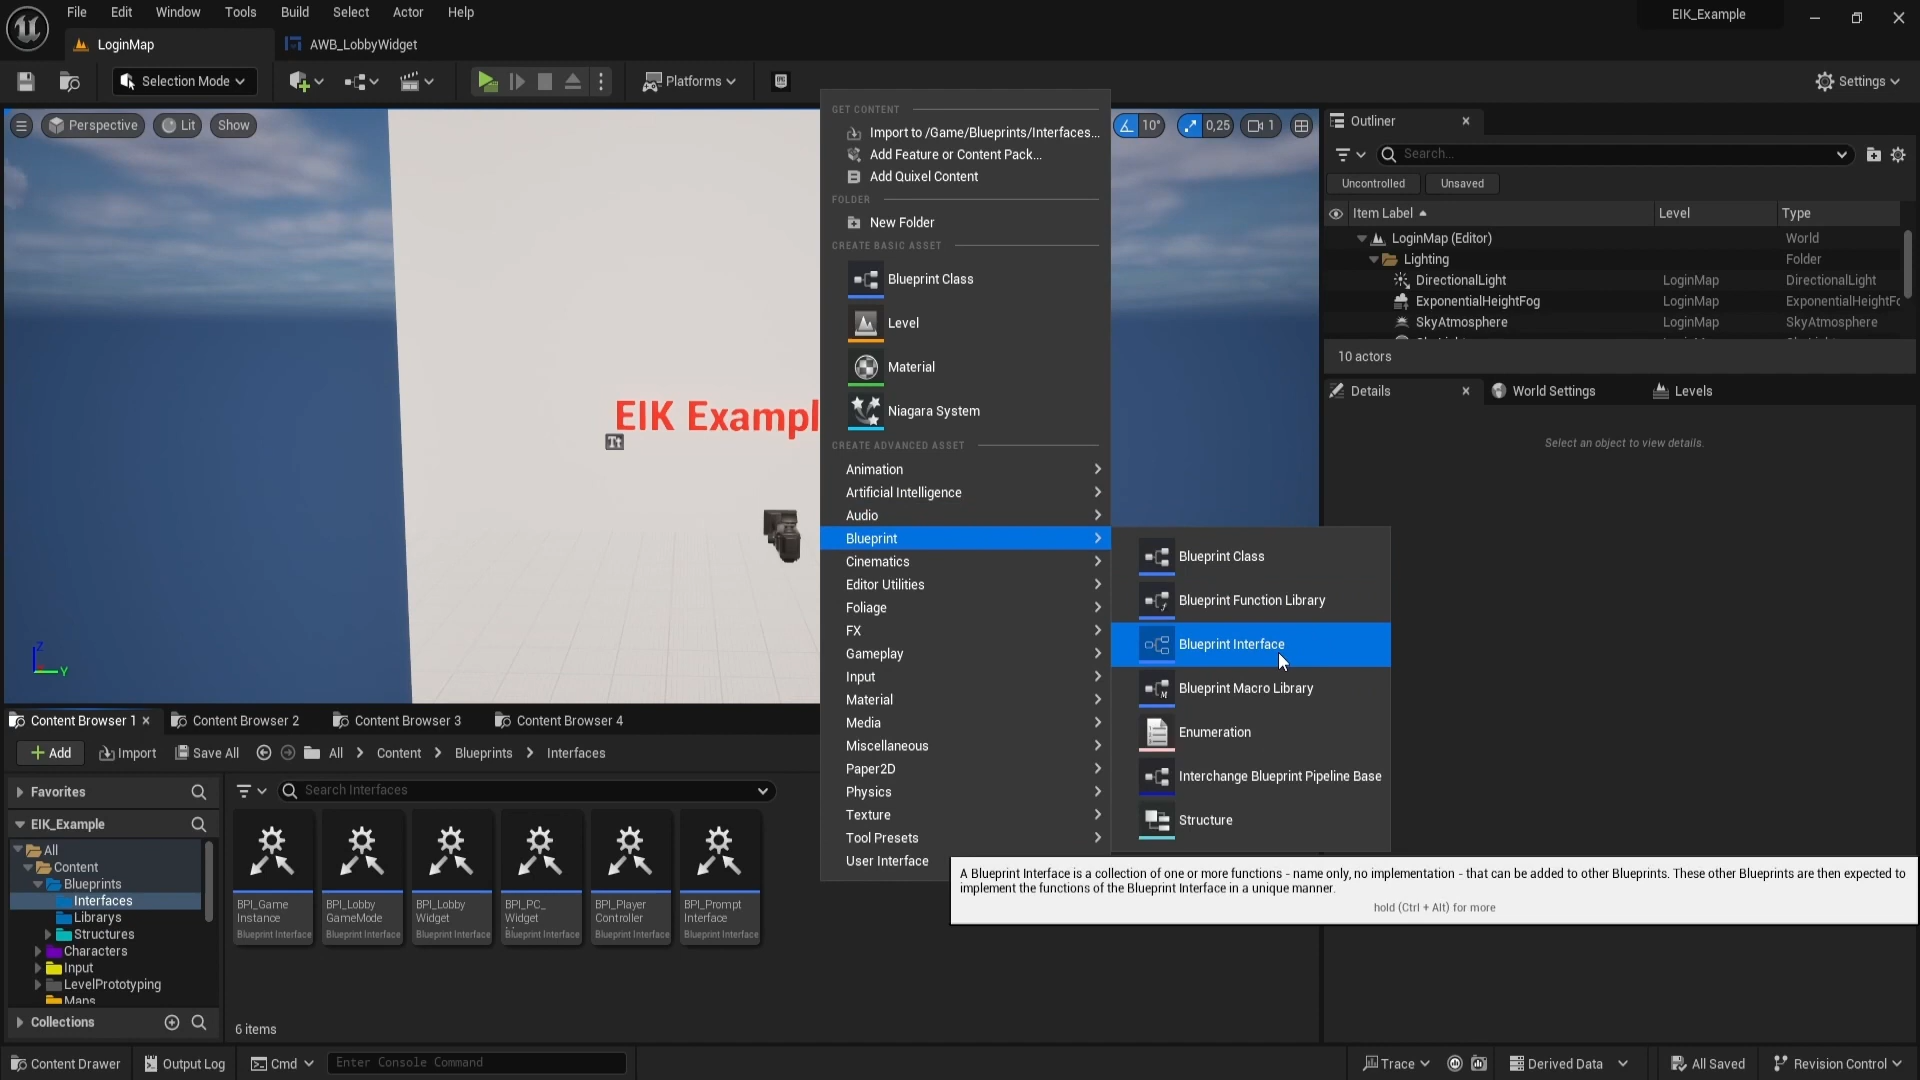 File Edit Window Tools Build Select Actor Help
EIK_Example
LoginMap
AWB_LobbyWidget
Selection Mode
Platforms
Settings
Perspective
Lit
Show
10°
0,25
1
GET CONTENT
Import to /Game/Blueprints/Interfaces...
Add Feature or Content Pack...
Add Quixel Content
FOLDER
New Folder
CREATE BASIC ASSET
Blueprint Class
Level
Material
Niagara System
CREATE ADVANCED ASSET
Animation
Artificial Intelligence
Audio
Blueprint
Cinematics
Editor Utilities
Foliage
FX
Gameplay
Input
Material
Media
Miscellaneous
Paper2D
Physics
Texture
Tool Presets
User Interface
Blueprint Class
Blueprint Function Library
Blueprint Interface
Blueprint Macro Library
Enumeration
Interchange Blueprint Pipeline Base
Structure
A Blueprint Interface is a collection of one or more functions - name only, no implementation - that can be added to other Blueprints. These other Blueprints are then expected to
implement the functions of the Blueprint Interface in a unique manner.
hold (Ctrl + Alt) for more
EIK Exampl
Tt
Z
Y
Outliner
Search...
Uncontrolled
Unsaved
Item Label Level Type
LoginMap (Editor) World
Lighting Folder
DirectionalLight LoginMap DirectionalLight
ExponentialHeightFog LoginMap ExponentialHeightFo
SkyAtmosphere LoginMap SkyAtmosphere
10 actors
Details
World Settings
Levels
Select an object to view details.
Content Browser 1
Content Browser 2
Content Browser 3
Content Browser 4
Add
Import
Save All
All
Content
Blueprints
Interfaces
Favorites
EIK_Example
All
Content
Blueprints
Interfaces
Librarys
Structures
Characters
Input
LevelPrototyping
Maps
Collections
Search Interfaces
BPI_Game
Instance
Blueprint Interface
BPI_Lobby
GameMode
Blueprint Interface
BPI_Lobby
Widget
Blueprint Interface
BPI_PC_
Widget
Blueprint Interface
BPI_Player
Controller
Blueprint Interface
BPI_Prompt
Interface
Blueprint Interface
6 items
Content Drawer
Output Log
Cmd
Enter Console Command
Trace
Derived Data
All Saved
Revision Control